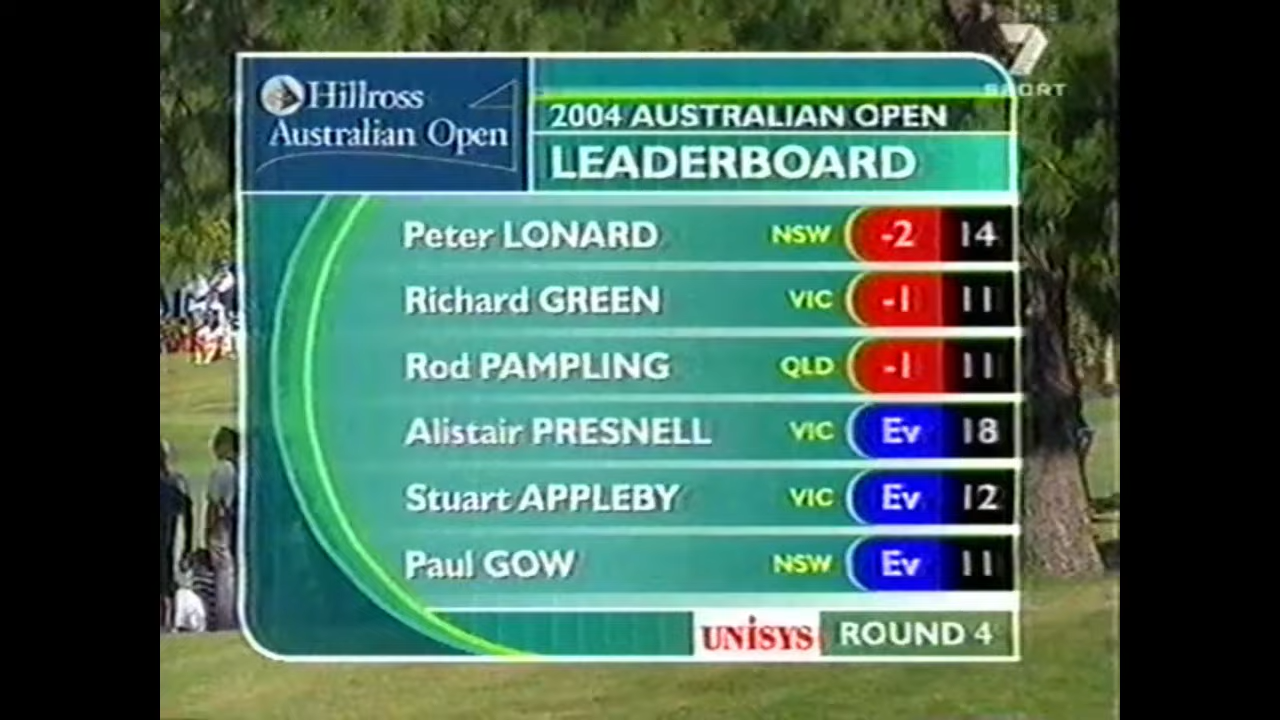 7
SPORT
Hillross
Australian Open
2004 AUSTRALIAN OPEN
LEADERBOARD
Peter LONARD NSW -2 14
Richard GREEN VIC -1 11
Rod PAMPLING QLD -1 11
Alistair PRESNELL VIC Ev 18
Stuart APPLEBY VIC Ev 12
Paul GOW NSW Ev 11
UNISYS ROUND 4